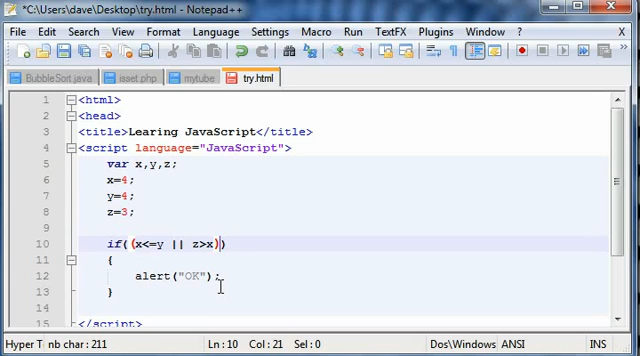 *C:\Users\dave\Desktop\try.html - Notepad++
File Edit Search View Format Language Settings Macro Run TextFX Plugins Window ?
BubbleSort.java isset.php mytube try.html
1 <html>
2 <head>
3 <title>Learing JavaScript</title>
4 <script language="JavaScript">
5 var x,y,z;
6 x=4;
7 y=4;
8 z=3;
9
10 if((x<=y || z>x))
11 {
12 alert("OK");
13 }
14
15 </script>
Hyper T nb char: 211 Ln : 10 Col : 21 Sel : 0 Dos\Windows ANSI INS